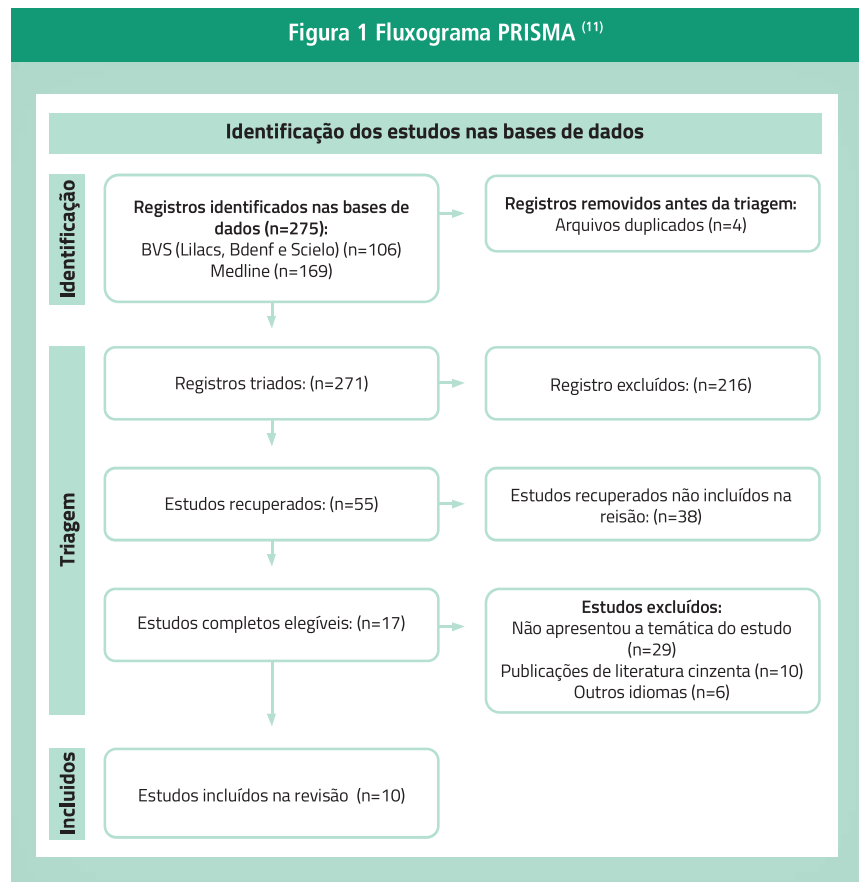 Figura 1 Fluxograma PRISMA (11)
Identificação dos estudos nas bases de dados
Identificação
Registros identificados nas bases de
dados (n=275):
BVS (Lilacs, Bdenf e Scielo) (n=106)
Medline (n=169)
Registros removidos antes da triagem:
Arquivos duplicados (n=4)
Triagem
Registros triados: (n=271)
Registro excluídos: (n=216)
Estudos recuperados: (n=55)
Estudos recuperados não incluídos na
reisão: (n=38)
Estudos completos elegíveis: (n=17)
Estudos excluídos:
Não apresentou a temática do estudo
(n=29)
Publicações de literatura cinzenta (n=10)
Outros idiomas (n=6)
Incluidos
Estudos incluídos na revisão (n=10)